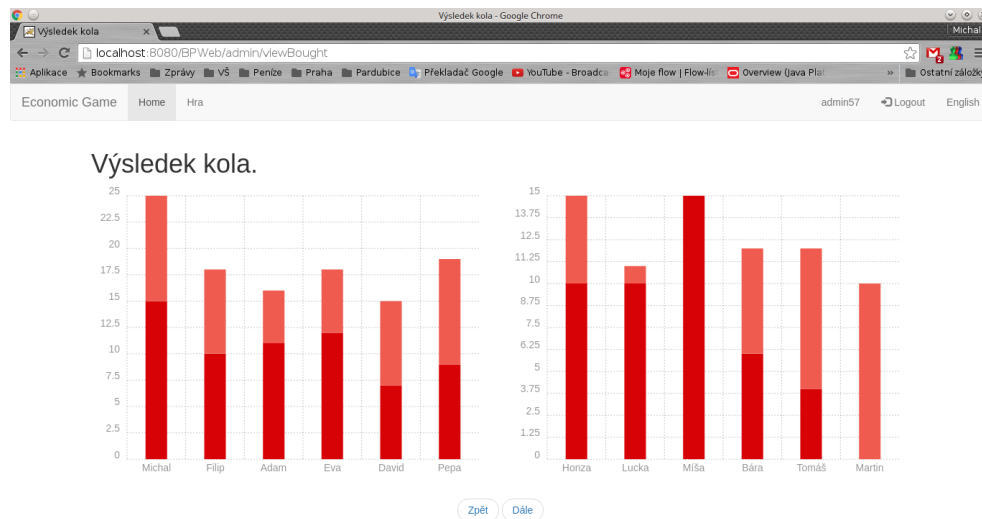 Výsledek kola - Google Chrome
Výsledek kola
Michal
localhost:8080/BPWeb/admin/viewBought
2
Aplikace Bookmarks Zprávy VŠ Peníze Praha Pardubice Překladač Google YouTube - Broadca Moje flow | Flow-lis Overview (Java Plat » Ostatní záložky
Economic Game Home Hra admin57 Logout English
Výsledek kola.
25
22.5
20
17.5
15
12.5
10
7.5
5
2.5
0
Michal Filip Adam Eva David Pepa
15
13.75
12.5
11.25
10
8.75
7.5
6.25
5
3.75
2.5
1.25
0
Honza Lucka Míša Bára Tomáš Martin
Zpět Dále